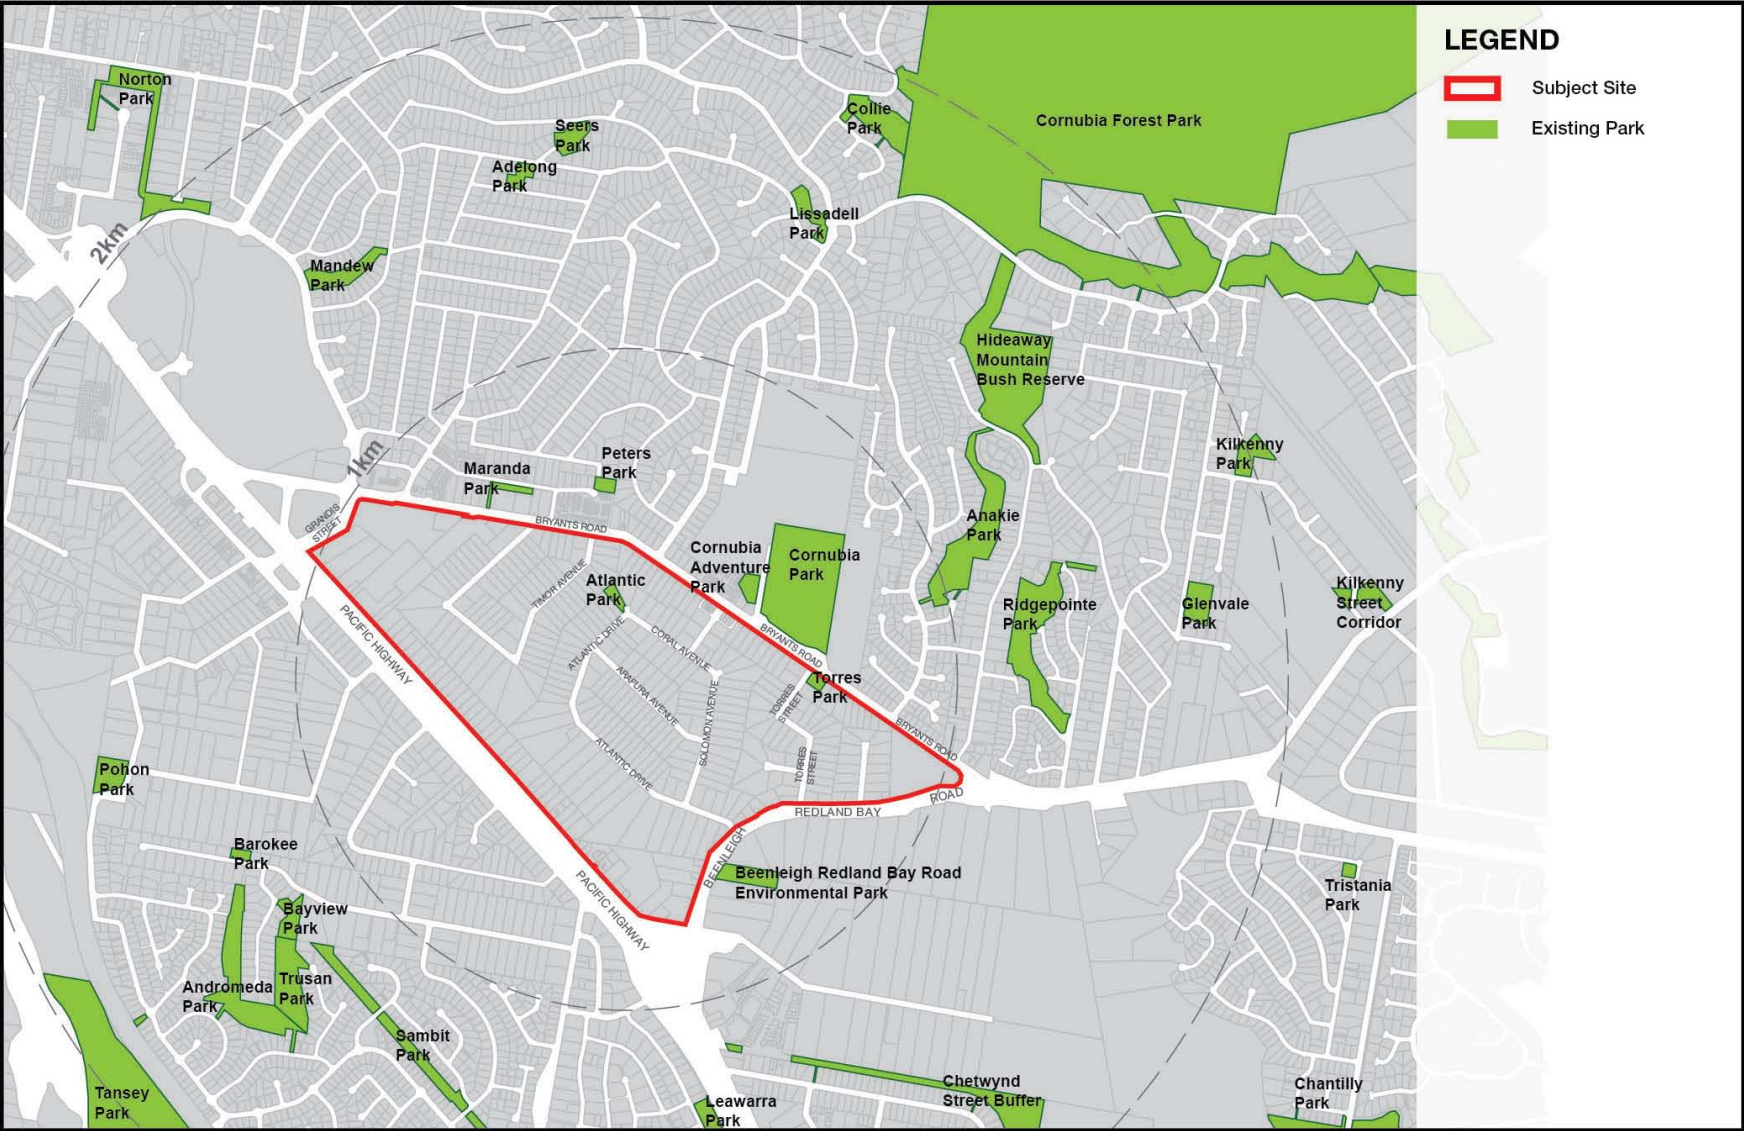 LEGEND
Subject Site
Existing Park
Norton
Park
Collie
Park
Cornubia Forest Park
Seers
Park
Adelong
Park
Lissadell
Park
2km
Mandew
Park
Hideaway
Mountain
Bush Reserve
1km
Maranda
Park
Peters
Park
Kilkenny
Park
GRANDIS
STREET
BRYANTS ROAD
Anakie
Park
Cornubia
Adventure
Park
Cornubia
Park
TIMOR AVENUE
Atlantic
Park
Ridgepointe
Park
Glenvale
Park
Kilkenny
Street
Corridor
PACIFIC HIGHWAY
ATLANTIC DRIVE
CORAL AVENUE
BRYANTS ROAD
ARAFURA AVENUE
SOLOMON AVENUE
TORRES
STREET
Torres
Park
BRYANTS ROAD
ATLANTIC DRIVE
TORRES
STREET
Pohon
Park
REDLAND BAY
ROAD
BEENLEIGH
Barokee
Park
PACIFIC HIGHWAY
Beenleigh Redland Bay Road
Environmental Park
Tristania
Park
Bayview
Park
Andromeda
Park
Trusan
Park
Sambit
Park
Tansey
Park
Leawarra
Park
Chetwynd
Street Buffer
Chantilly
Park